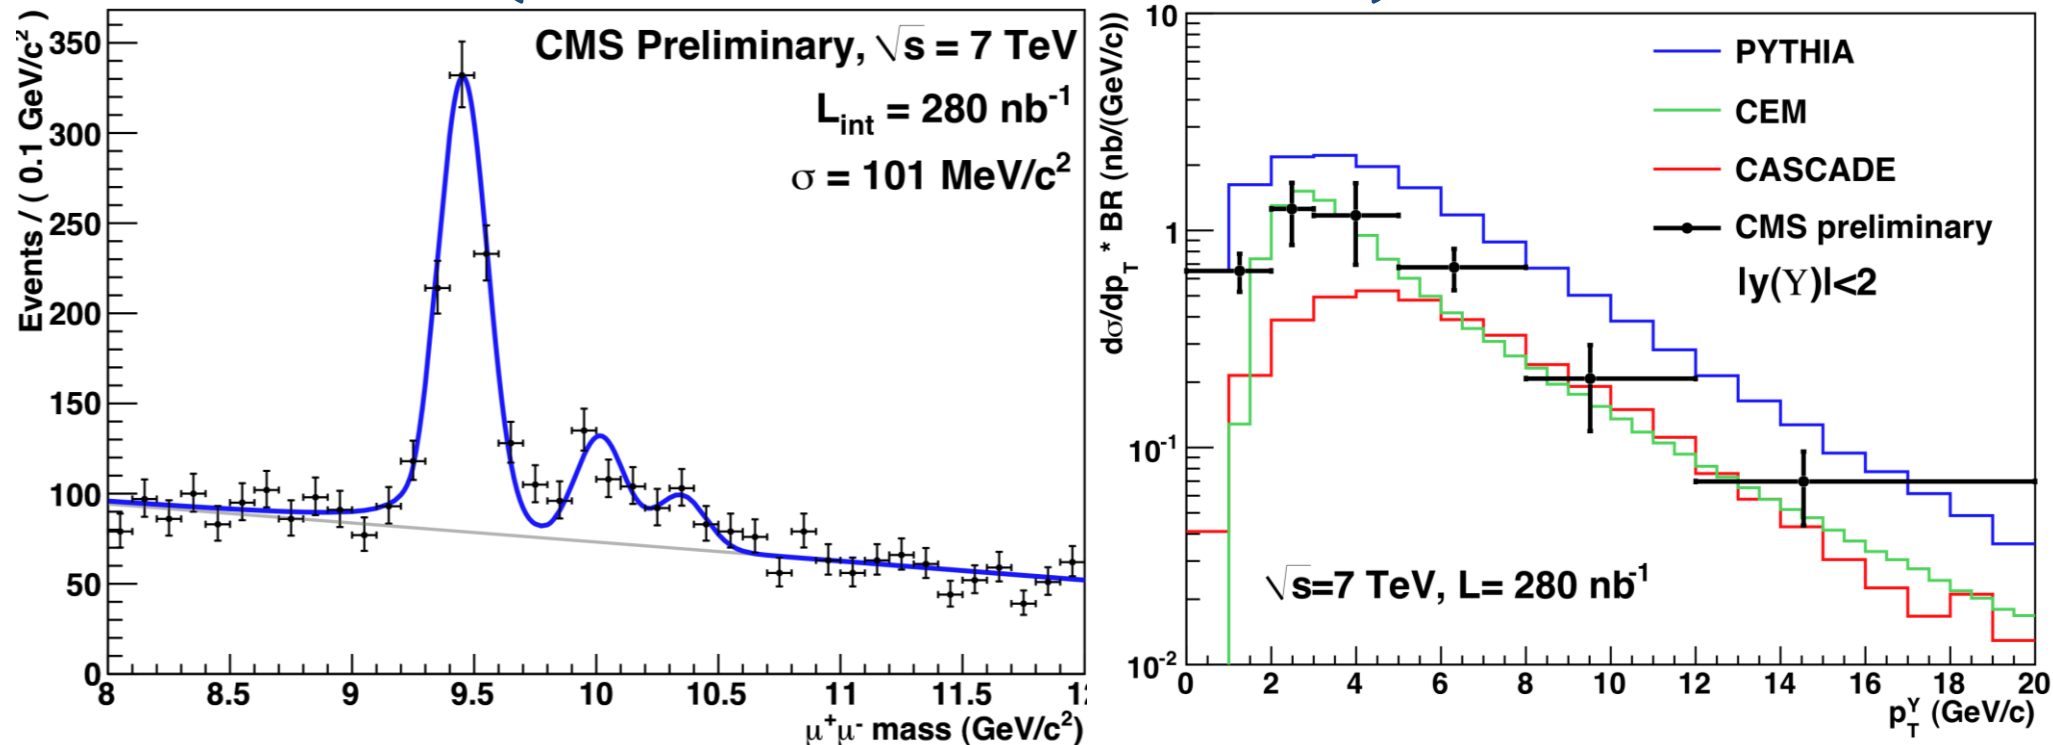 CMS Preliminary, √s = 7 TeV
L_int = 280 nb^-1
σ = 101 MeV/c^2
Events / ( 0.1 GeV/c^2 )
350
300
250
200
150
100
50
0
8 8.5 9 9.5 10 10.5 11 11.5
μ^+μ^- mass (GeV/c^2)
dσ/dp_T * BR (nb/(GeV/c))
10
1
10^-1
10^-2
PYTHIA
CEM
CASCADE
CMS preliminary
|y(Υ)|<2
√s=7 TeV, L= 280 nb^-1
0 2 4 6 8 10 12 14 16 18 20
p_T^Υ (GeV/c)